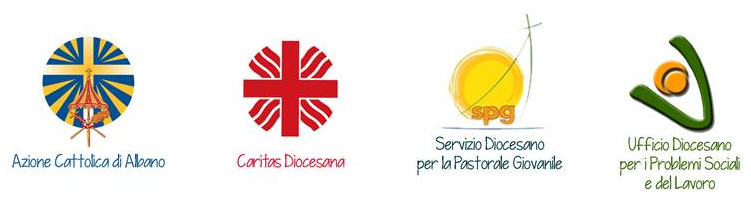 spg
Azione Cattolica di Albano
Caritas Diocesana
Servizio Diocesano
per la Pastorale Giovanile
Ufficio Diocesano
per i Problemi Sociali
e del Lavoro